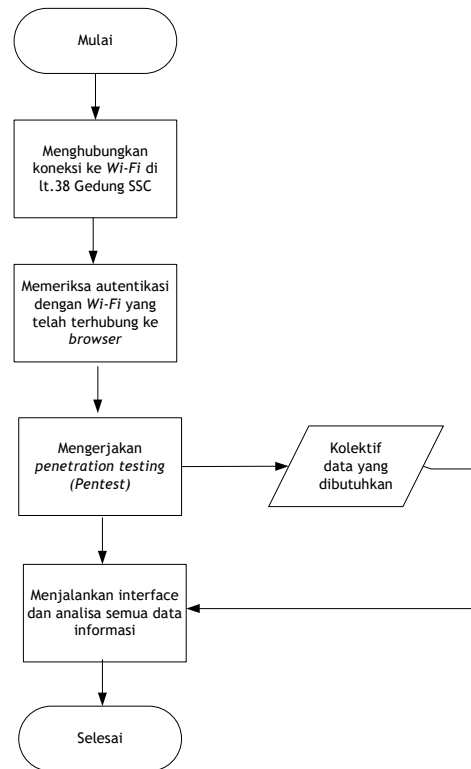 Mulai
Menghubungkan
koneksi ke Wi-Fi di
lt.38 Gedung SSC
Memeriksa autentikasi
dengan Wi-Fi yang
telah terhubung ke
browser
Mengerjakan
penetration testing
(Pentest)
Kolektif
data yang
dibutuhkan
Menjalankan interface
dan analisa semua data
informasi
Selesai